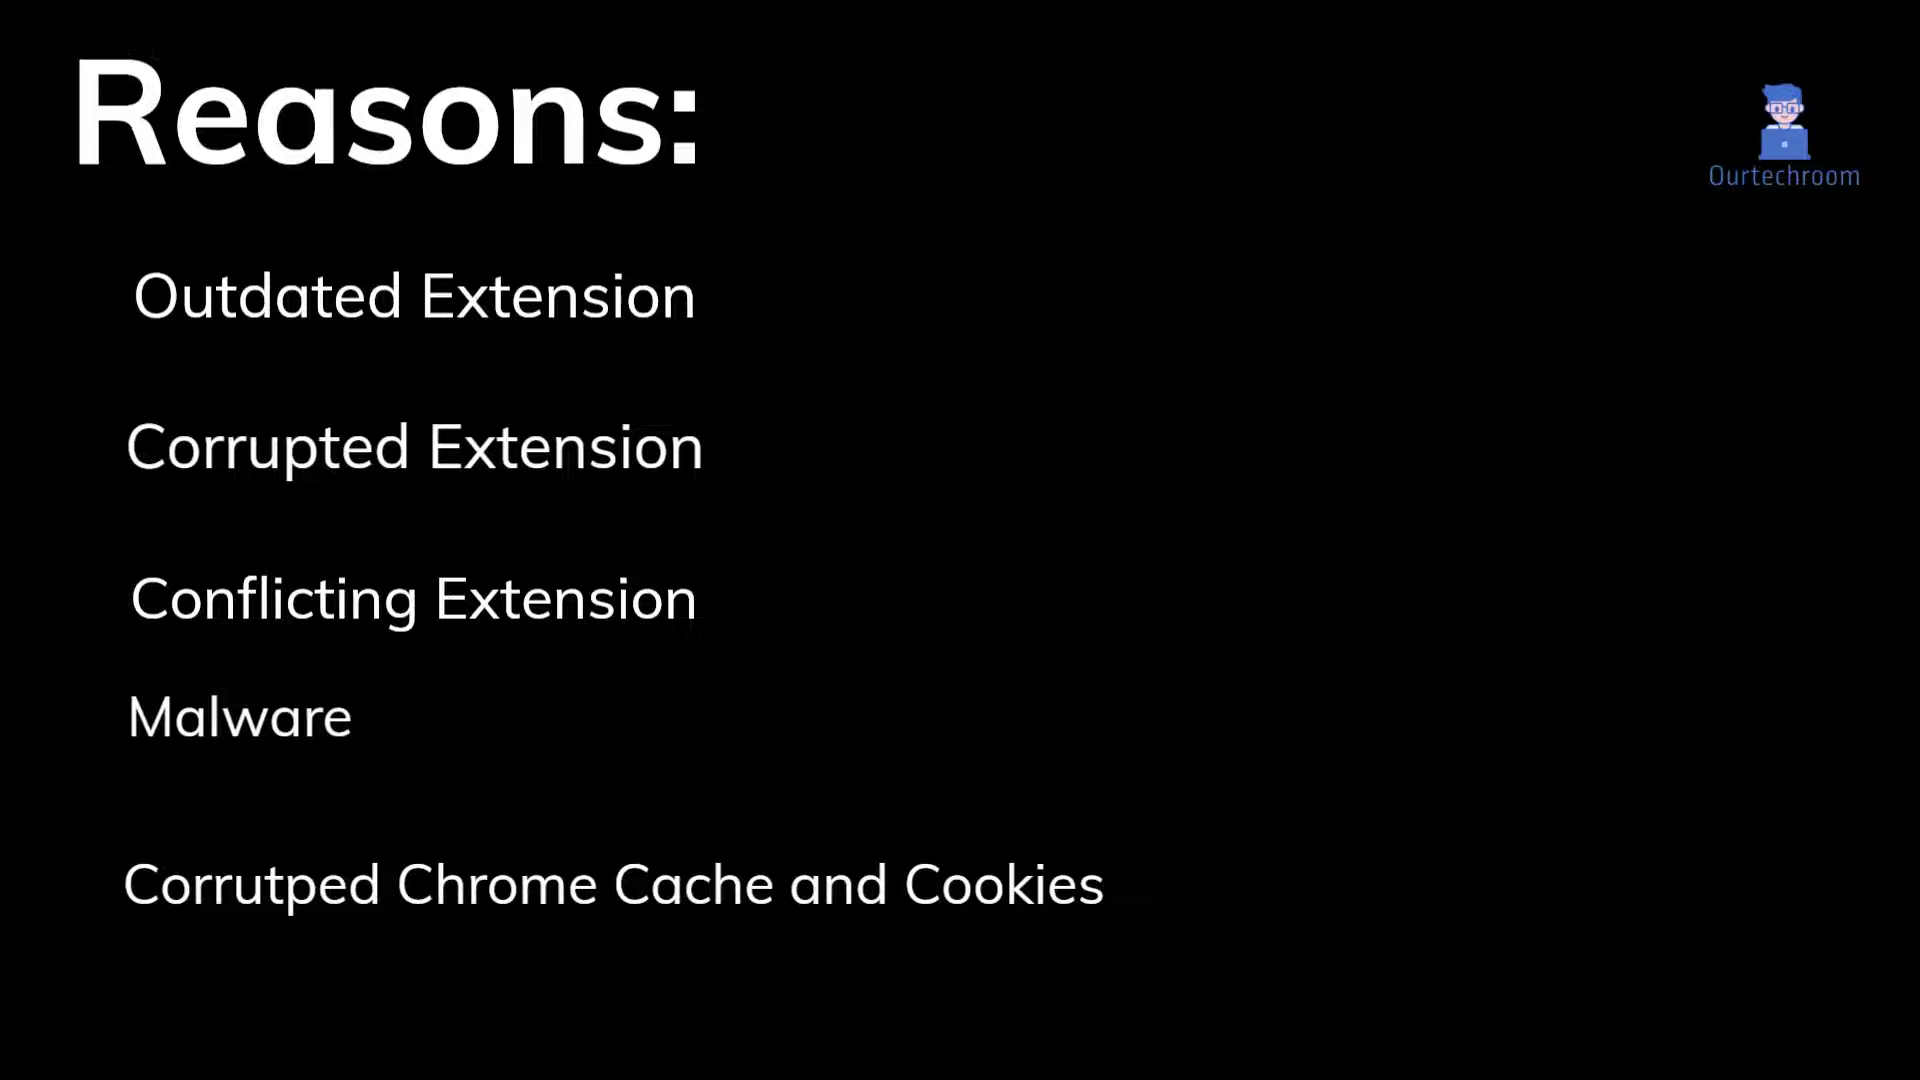 Reasons:
Ourtechroom
Outdated Extension
Corrupted Extension
Conflicting Extension
Malware
Corrutped Chrome Cache and Cookies